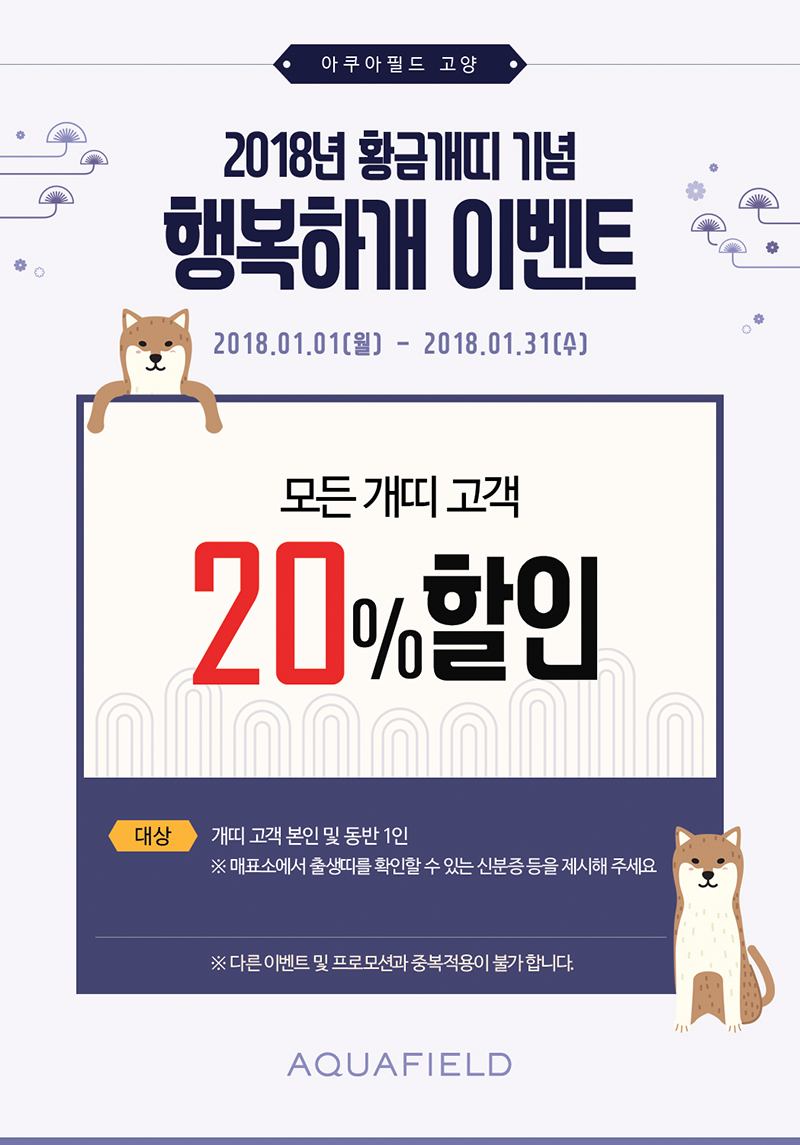 아쿠아필드 고양
2018년 황금개띠 기념
행복하개 이벤트
2018.01.01(월) - 2018.01.31(수)
모든 개띠 고객
20%할인
대상 개띠 고객 본인 및 동반 1인
※ 매표소에서 출생띠를 확인할 수 있는 신분증 등을 제시해 주세요
※ 다른 이벤트 및 프로모션과 중복적용이 불가합니다.
AQUAFIELD